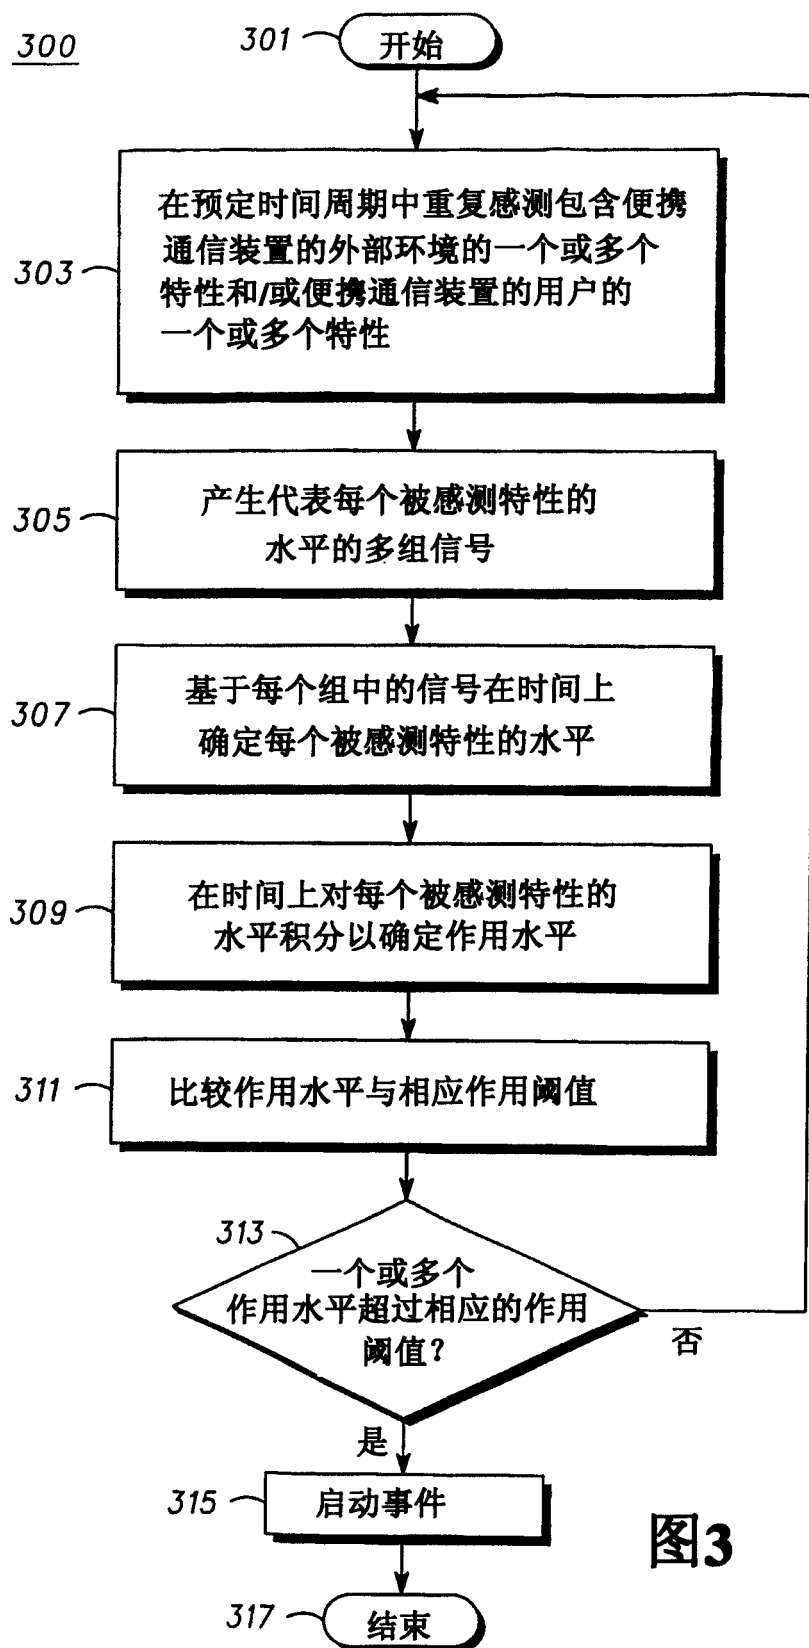 300
301
开始
在预定时间周期中重复感测包含便携
通信装置的外部环境的一个或多个
特性和/或便携通信装置的用户的
一个或多个特性
303
产生代表每个被感测特性的
水平的多组信号
305
基于每个组中的信号在时间上
确定每个被感测特性的水平
307
在时间上对每个被感测特性的
水平积分以确定作用水平
309
311
比较作用水平与相应作用阈值
313
一个或多个
作用水平超过相应的作用
阈值?
否
是
315
启动事件
图3
317
结束